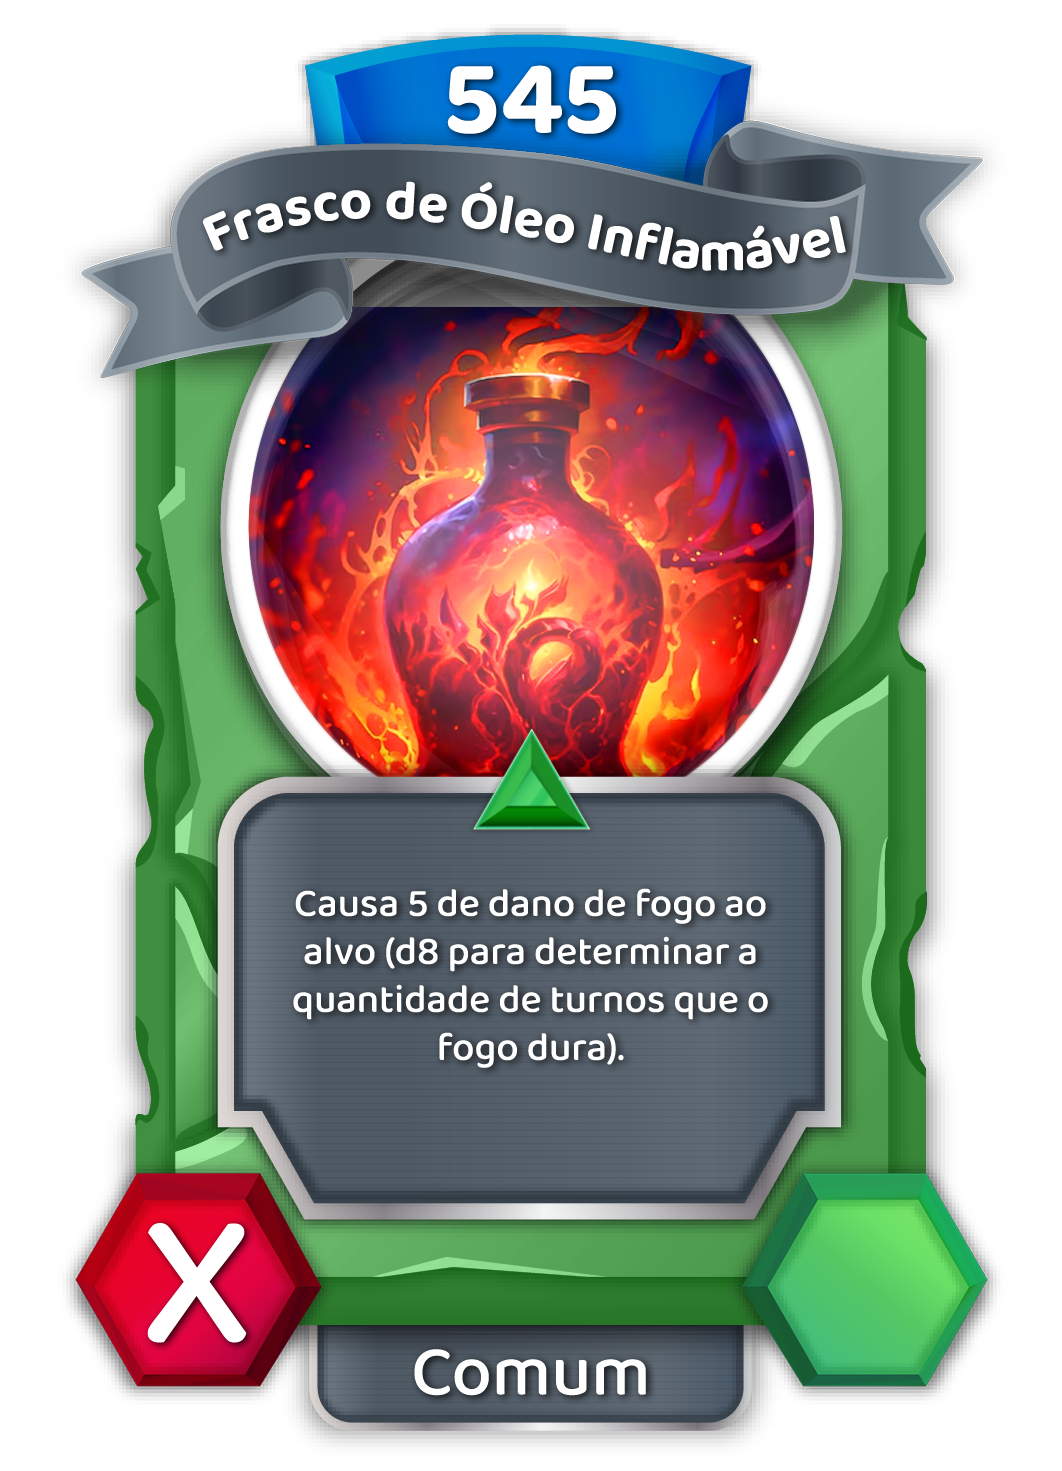 545
Frasco de Óleo Inflamável
Causa 5 de dano de fogo ao
alvo (d8 para determinar a
quantidade de turnos que o
fogo dura).
X
Comum